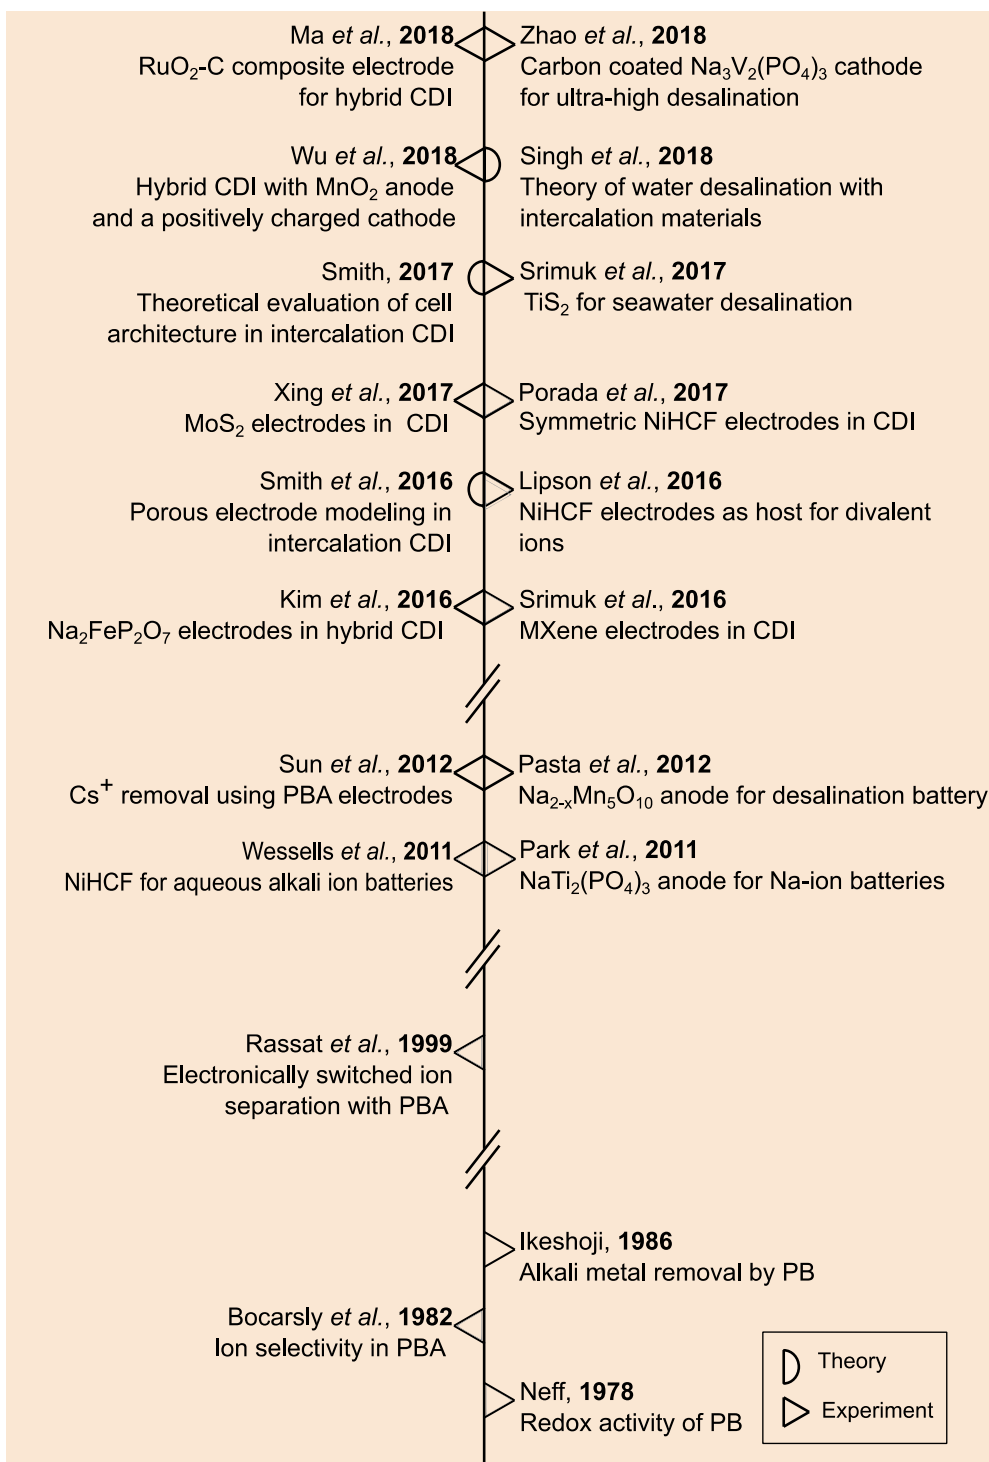 Ma et al., 2018
RuO₂-C composite electrode
for hybrid CDI
Zhao et al., 2018
Carbon coated Na₃V₂(PO₄)₃ cathode
for ultra-high desalination
Wu et al., 2018
Hybrid CDI with MnO₂ anode
and a positively charged cathode
Singh et al., 2018
Theory of water desalination with
intercalation materials
Smith, 2017
Theoretical evaluation of cell
architecture in intercalation CDI
Srimuk et al., 2017
TiS₂ for seawater desalination
Xing et al., 2017
MoS₂ electrodes in CDI
Porada et al., 2017
Symmetric NiHCF electrodes in CDI
Smith et al., 2016
Porous electrode modeling in
intercalation CDI
Lipson et al., 2016
NiHCF electrodes as host for divalent
ions
Kim et al., 2016
Na₂FeP₂O₇ electrodes in hybrid CDI
Srimuk et al., 2016
MXene electrodes in CDI
Sun et al., 2012
Cs⁺ removal using PBA electrodes
Pasta et al., 2012
Na₂₋ₓMn₅O₁₀ anode for desalination battery
Wessells et al., 2011
NiHCF for aqueous alkali ion batteries
Park et al., 2011
NaTi₂(PO₄)₃ anode for Na-ion batteries
Rassat et al., 1999
Electronically switched ion
separation with PBA
Ikeshoji, 1986
Alkali metal removal by PB
Bocarsly et al., 1982
Ion selectivity in PBA
Neff, 1978
Redox activity of PB
Theory
Experiment